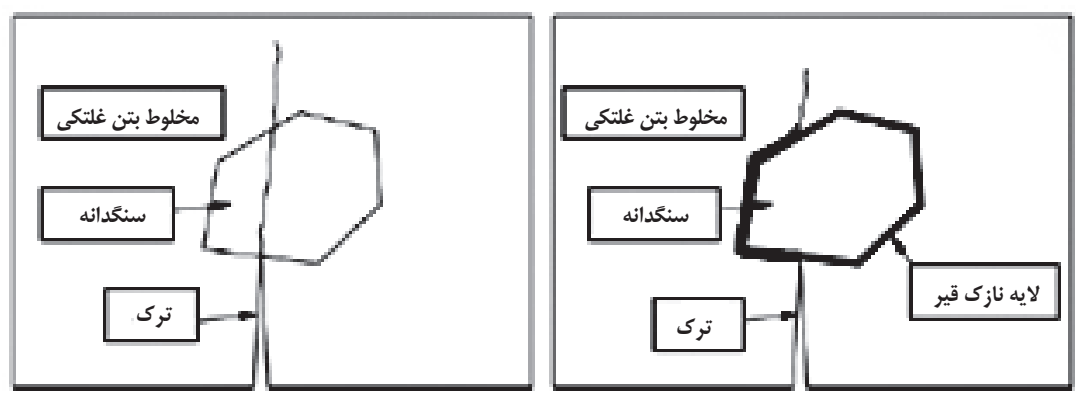 مخلوط بتن غلتکی
سنگدانه
لایه نازک قیر
ترک
مخلوط بتن غلتکی
سنگدانه
ترک